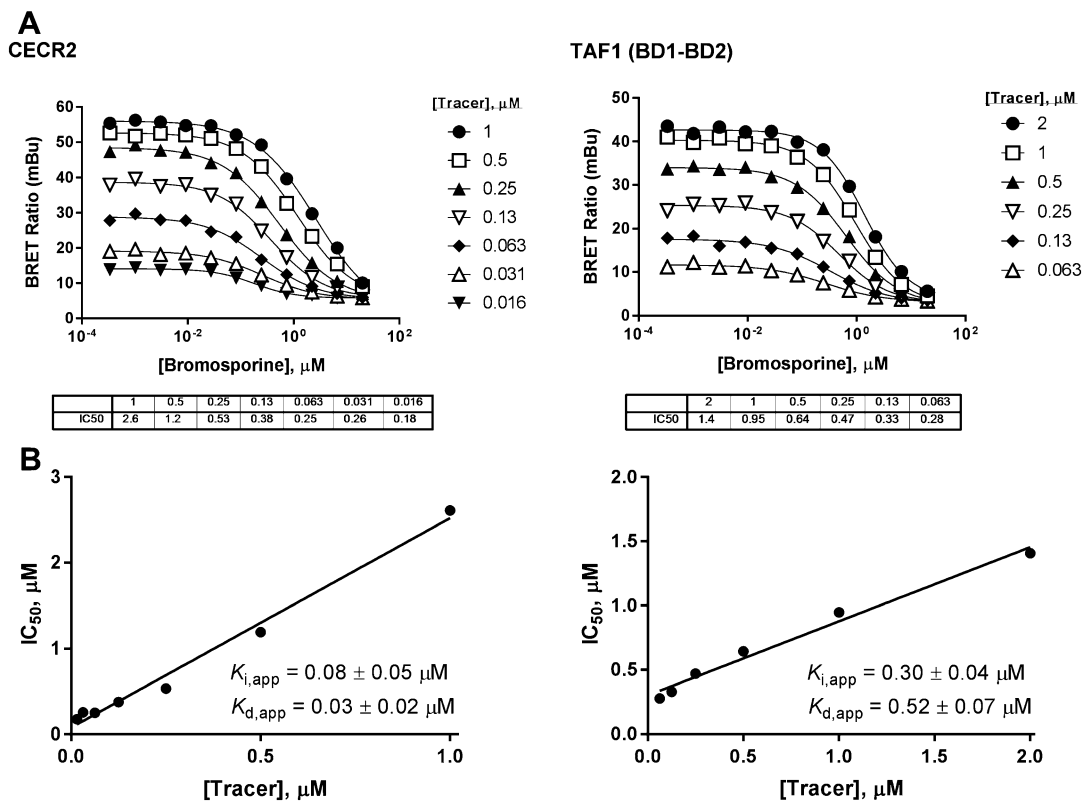 A
CECR2
TAF1 (BD1-BD2)
BRET Ratio (mBu)
60
50
40
30
20
10
0
10-4
10-2
100
102
[Bromosporine], μM
[Tracer], μM
1
0.5
0.25
0.13
0.063
0.031
0.016
BRET Ratio (mBu)
50
40
30
20
10
0
10-4
10-2
100
102
[Bromosporine], μM
[Tracer], μM
2
1
0.5
0.25
0.13
0.063
1 0.5 0.25 0.13 0.063 0.031 0.016
IC50 2.6 1.2 0.53 0.38 0.25 0.26 0.18
2 1 0.5 0.25 0.13 0.063
IC50 1.4 0.95 0.64 0.47 0.33 0.28
B
IC50, μM
3
2
1
0
0.0
0.5
1.0
[Tracer], μM
Ki,app = 0.08 ± 0.05 μM
Kd,app = 0.03 ± 0.02 μM
IC50, μM
2.0
1.5
1.0
0.5
0.0
0.0
0.5
1.0
1.5
2.0
[Tracer], μM
Ki,app = 0.30 ± 0.04 μM
Kd,app = 0.52 ± 0.07 μM